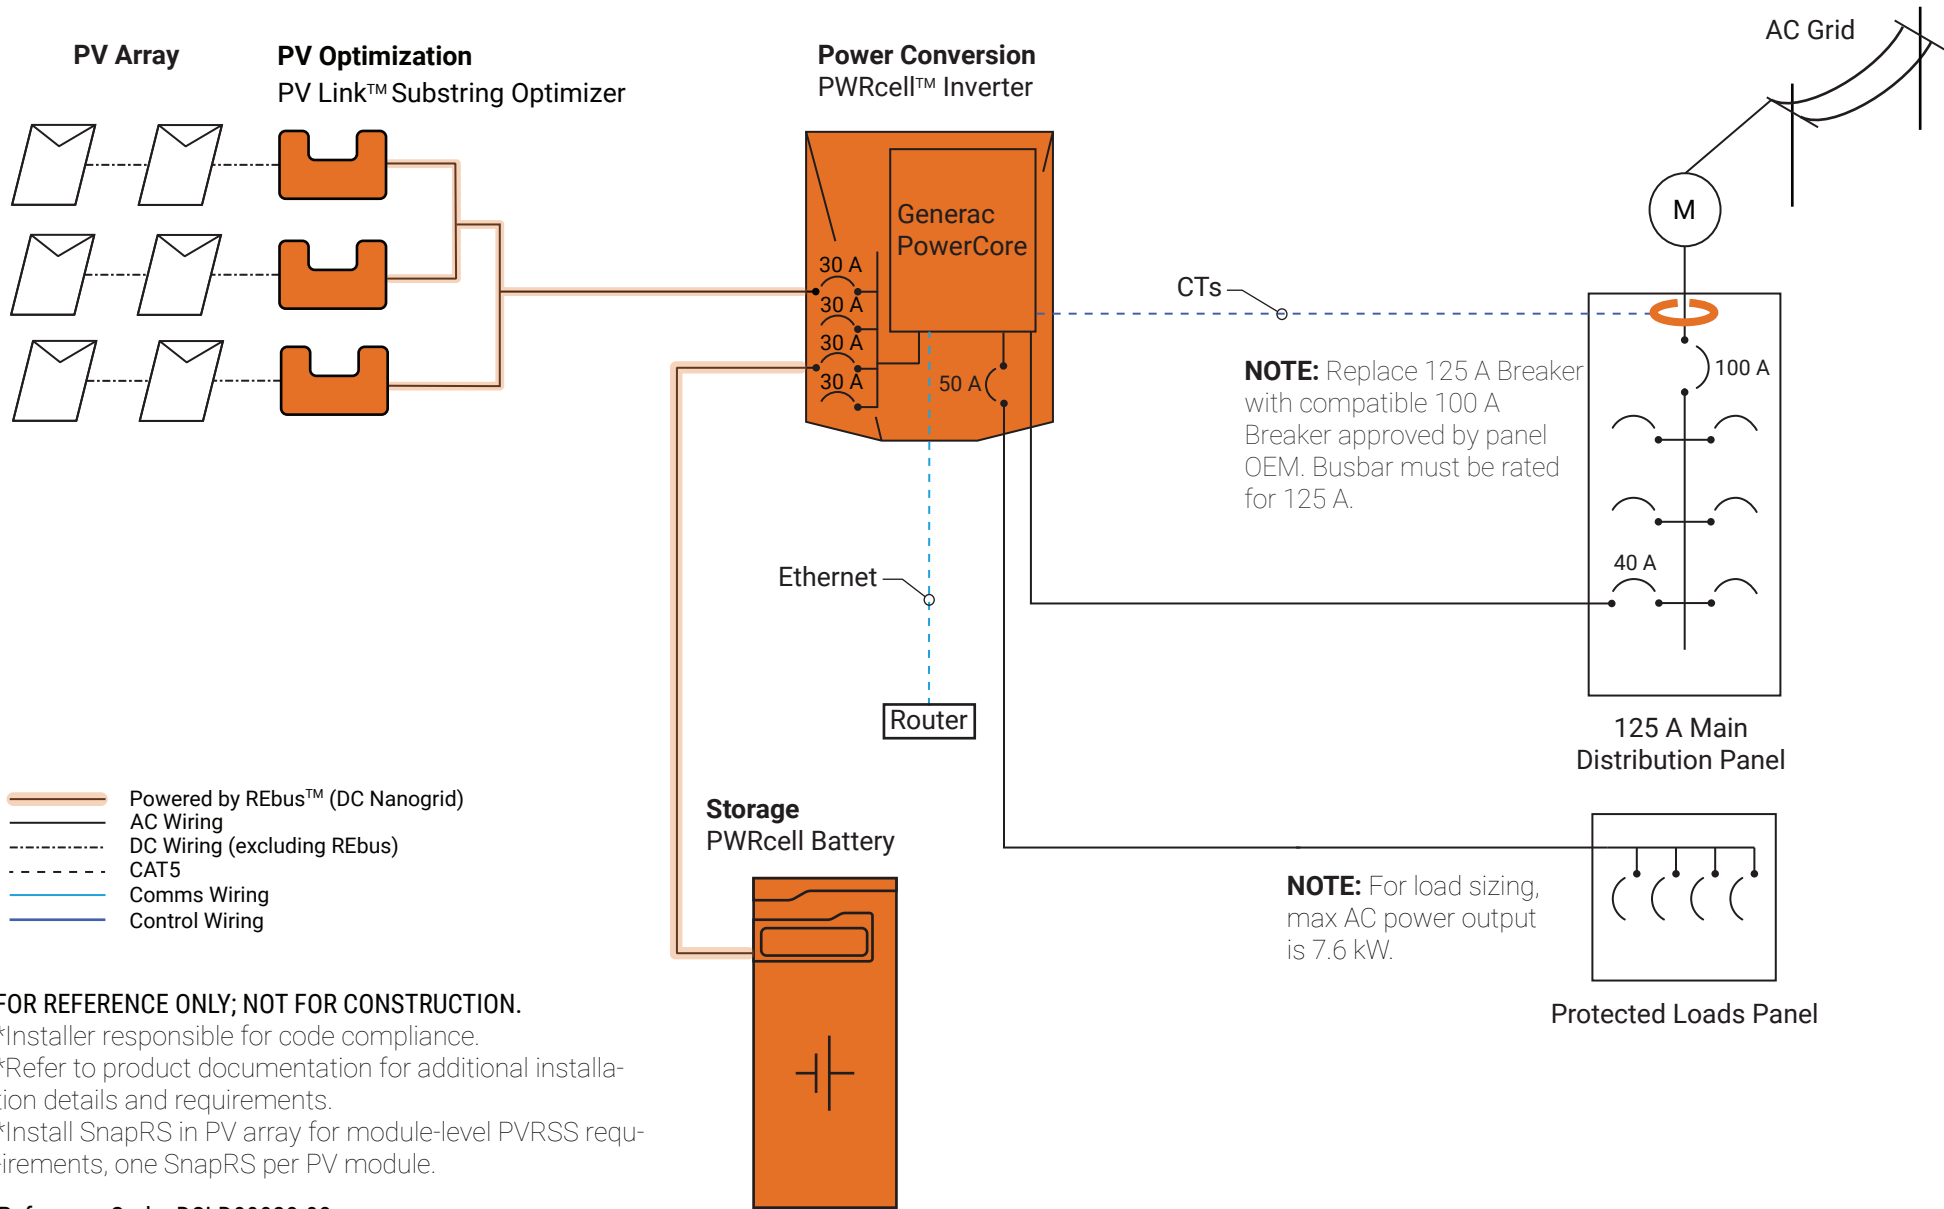 PV Array
PV Optimization
PV Link™ Substring Optimizer
Power Conversion
PWRcell™ Inverter
AC Grid
M
Generac
PowerCore
30 A
30 A
30 A
30 A
50 A
CTs
NOTE: Replace 125 A Breaker
with compatible 100 A
Breaker approved by panel
OEM. Busbar must be rated
for 125 A.
100 A
40 A
Ethernet
Router
125 A Main
Distribution Panel
Powered by REbus™ (DC Nanogrid)
AC Wiring
DC Wiring (excluding REbus)
CAT5
Comms Wiring
Control Wiring
Storage
PWRcell Battery
NOTE: For load sizing,
max AC power output
is 7.6 kW.
Protected Loads Panel
FOR REFERENCE ONLY; NOT FOR CONSTRUCTION.
*Installer responsible for code compliance.
*Refer to product documentation for additional installa-
tion details and requirements.
*Install SnapRS in PV array for module-level PVRSS requ-
irements, one SnapRS per PV module.